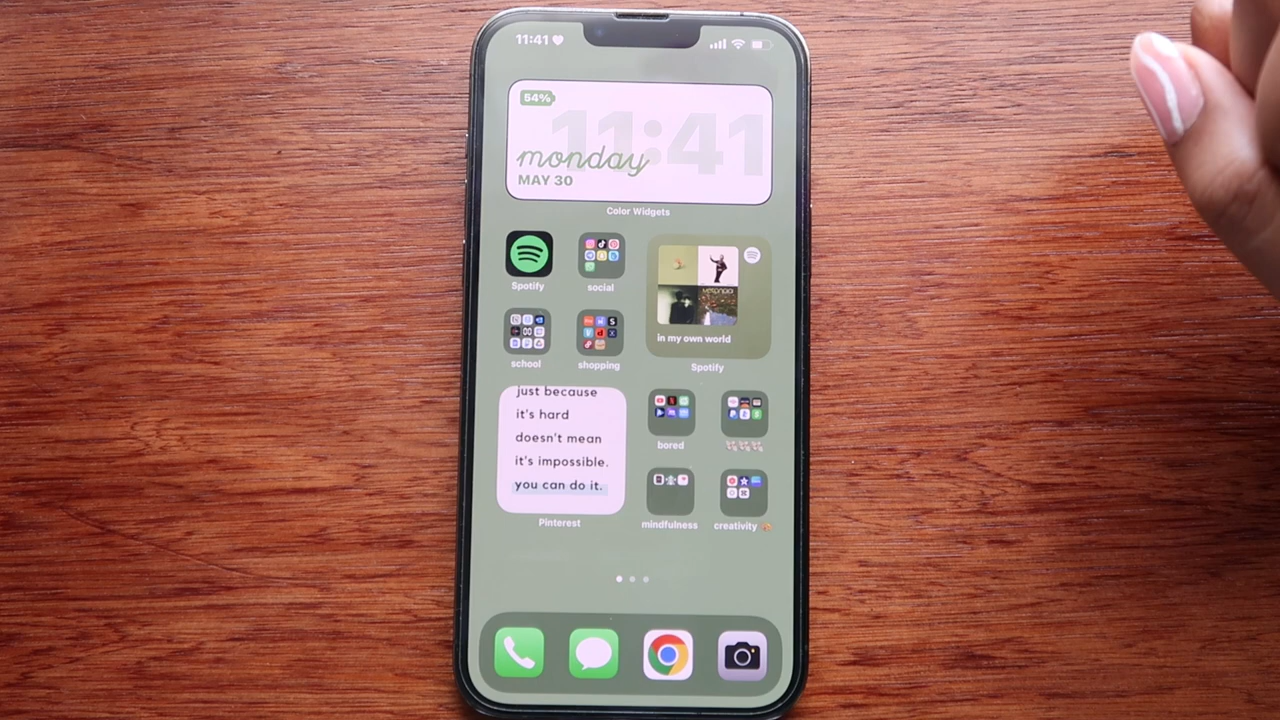 11:41
54%
11:41
monday
MAY 30
Color Widgets
Spotify
social
in my own world
school
shopping
Spotify
just because
it's hard
doesn't mean
it's impossible.
you can do it.
bored
Pinterest
mindfulness
creativity